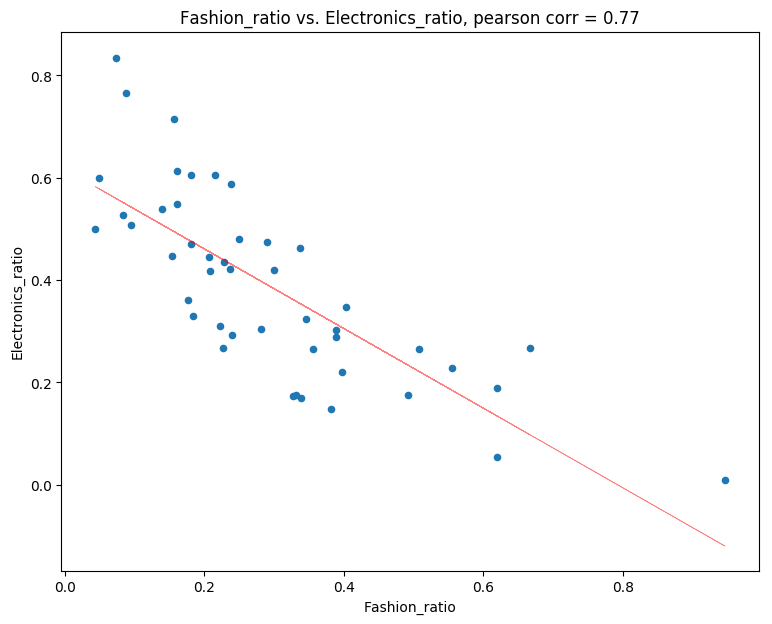 Fashion_ratio vs. Electronics_ratio, pearson corr = 0.77
0.8
0.6
0.4
0.2
0.0
Electronics_ratio
0.0 0.2 0.4 0.6 0.8
Fashion_ratio